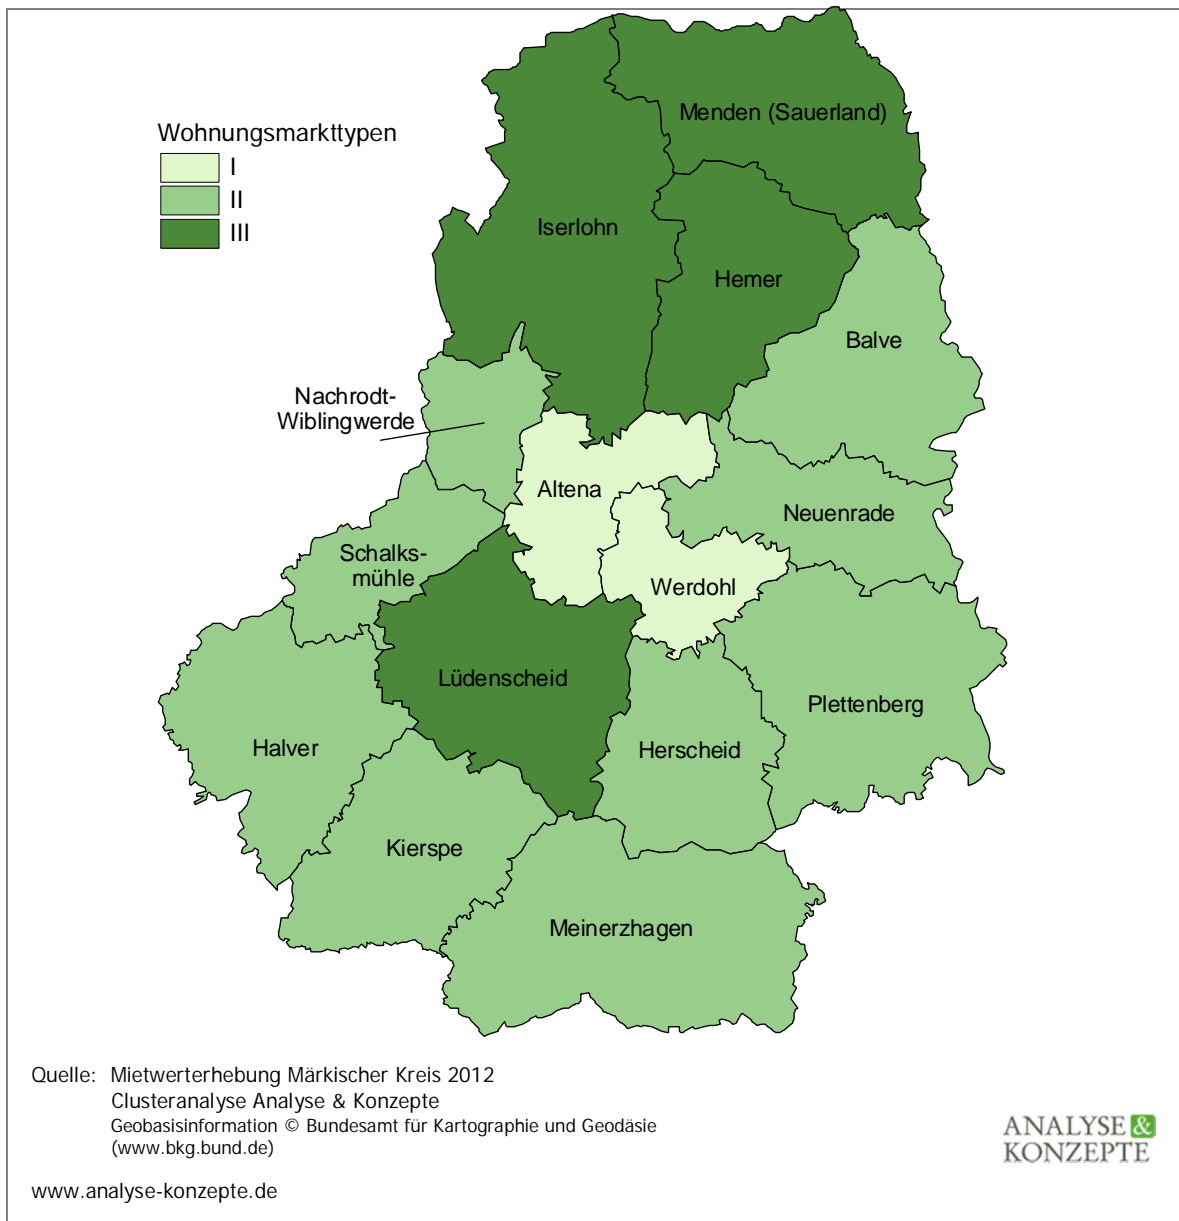 Menden (Sauerland)
Wohnungsmarkttypen
I
II
III
Iserlohn
Hemer
Balve
Nachrodt-
Wiblingwerde
Altena
Neuenrade
Schalks-
mühle
Werdohl
Lüdenscheid
Plettenberg
Halver
Herscheid
Kierspe
Meinerzhagen
Quelle: Mietwerterhebung Märkischer Kreis 2012
Clusteranalyse Analyse & Konzepte
Geobasisinformation © Bundesamt für Kartographie und Geodäsie
(www.bkg.bund.de)
ANALYSE &
KONZEPTE
www.analyse-konzepte.de